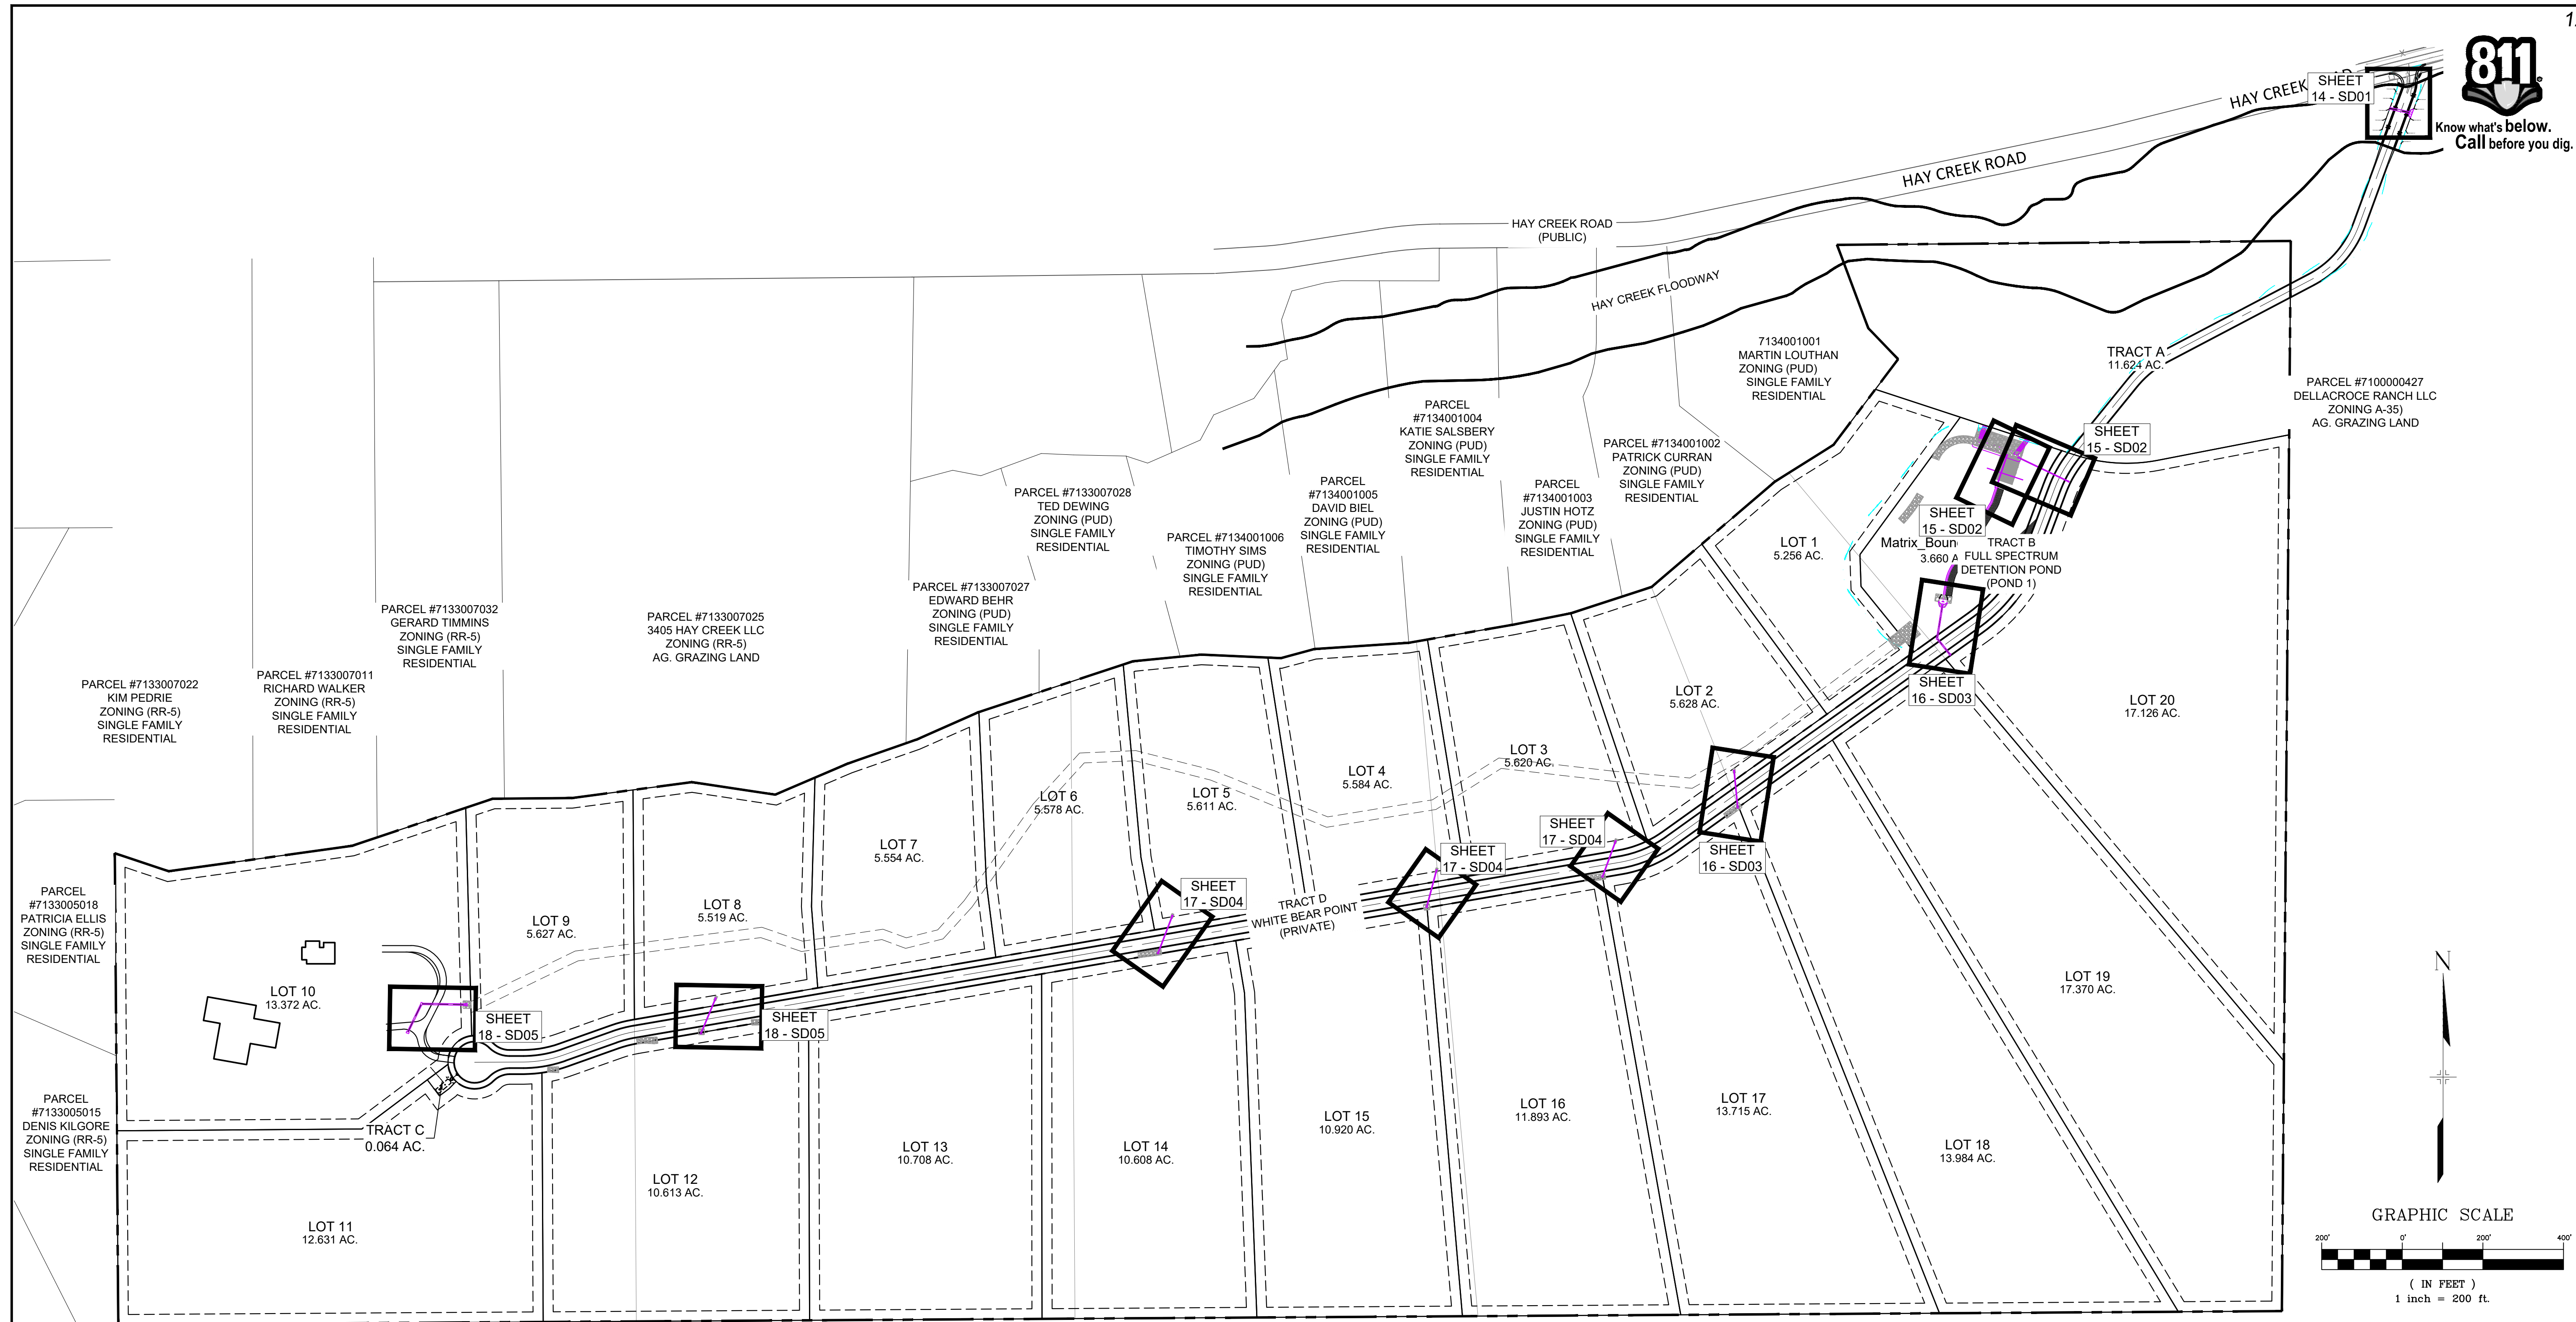 811
Know what's below.
Call before you dig.
SHEET
14 - SD01
HAY CREEK
HAY CREEK ROAD
HAY CREEK ROAD
(PUBLIC)
HAY CREEK FLOODWAY
7134001001
MARTIN LOUTHAN
ZONING (PUD)
SINGLE FAMILY
RESIDENTIAL
TRACT A
11.624 AC.
PARCEL #7100000427
DELLACROCE RANCH LLC
ZONING A-35)
AG. GRAZING LAND
PARCEL
#7134001004
KATIE SALSBERY
ZONING (PUD)
SINGLE FAMILY
RESIDENTIAL
PARCEL #7134001002
PATRICK CURRAN
ZONING (PUD)
SINGLE FAMILY
RESIDENTIAL
SHEET
15 - SD02
PARCEL
#7134001005
DAVID BIEL
ZONING (PUD)
SINGLE FAMILY
RESIDENTIAL
PARCEL
#7134001003
JUSTIN HOTZ
ZONING (PUD)
SINGLE FAMILY
RESIDENTIAL
PARCEL #7133007028
TED DEWING
ZONING (PUD)
SINGLE FAMILY
RESIDENTIAL
PARCEL #7134001006
TIMOTHY SIMS
ZONING (PUD)
SINGLE FAMILY
RESIDENTIAL
SHEET
15 - SD02
LOT 1
5.256 AC.
Matrix_Boun
3.660 A
TRACT B
FULL SPECTRUM
DETENTION POND
(POND 1)
PARCEL #7133007027
EDWARD BEHR
ZONING (PUD)
SINGLE FAMILY
RESIDENTIAL
PARCEL #7133007032
GERARD TIMMINS
ZONING (RR-5)
SINGLE FAMILY
RESIDENTIAL
PARCEL #7133007025
3405 HAY CREEK LLC
ZONING (RR-5)
AG. GRAZING LAND
PARCEL #7133007011
RICHARD WALKER
ZONING (RR-5)
SINGLE FAMILY
RESIDENTIAL
PARCEL #7133007022
KIM PEDRIE
ZONING (RR-5)
SINGLE FAMILY
RESIDENTIAL
SHEET
16 - SD03
LOT 2
5.628 AC.
LOT 20
17.126 AC.
LOT 3
5.620 AC.
LOT 4
5.584 AC.
LOT 5
5.611 AC.
LOT 6
5.578 AC.
LOT 7
5.554 AC.
SHEET
17 - SD04
SHEET
17 - SD04
SHEET
16 - SD03
SHEET
17 - SD04
TRACT D
WHITE BEAR POINT
(PRIVATE)
LOT 8
5.519 AC.
LOT 9
5.627 AC.
PARCEL
#7133005018
PATRICIA ELLIS
ZONING (RR-5)
SINGLE FAMILY
RESIDENTIAL
LOT 10
13.372 AC.
SHEET
18 - SD05
SHEET
18 - SD05
LOT 19
17.370 AC.
PARCEL
#7133005015
DENIS KILGORE
ZONING (RR-5)
SINGLE FAMILY
RESIDENTIAL
TRACT C
0.064 AC.
LOT 11
12.631 AC.
LOT 12
10.613 AC.
LOT 13
10.708 AC.
LOT 14
10.608 AC.
LOT 15
10.920 AC.
LOT 16
11.893 AC.
LOT 17
13.715 AC.
LOT 18
13.984 AC.
N
GRAPHIC SCALE
200' 0' 200' 400'
( IN FEET )
1 inch = 200 ft.